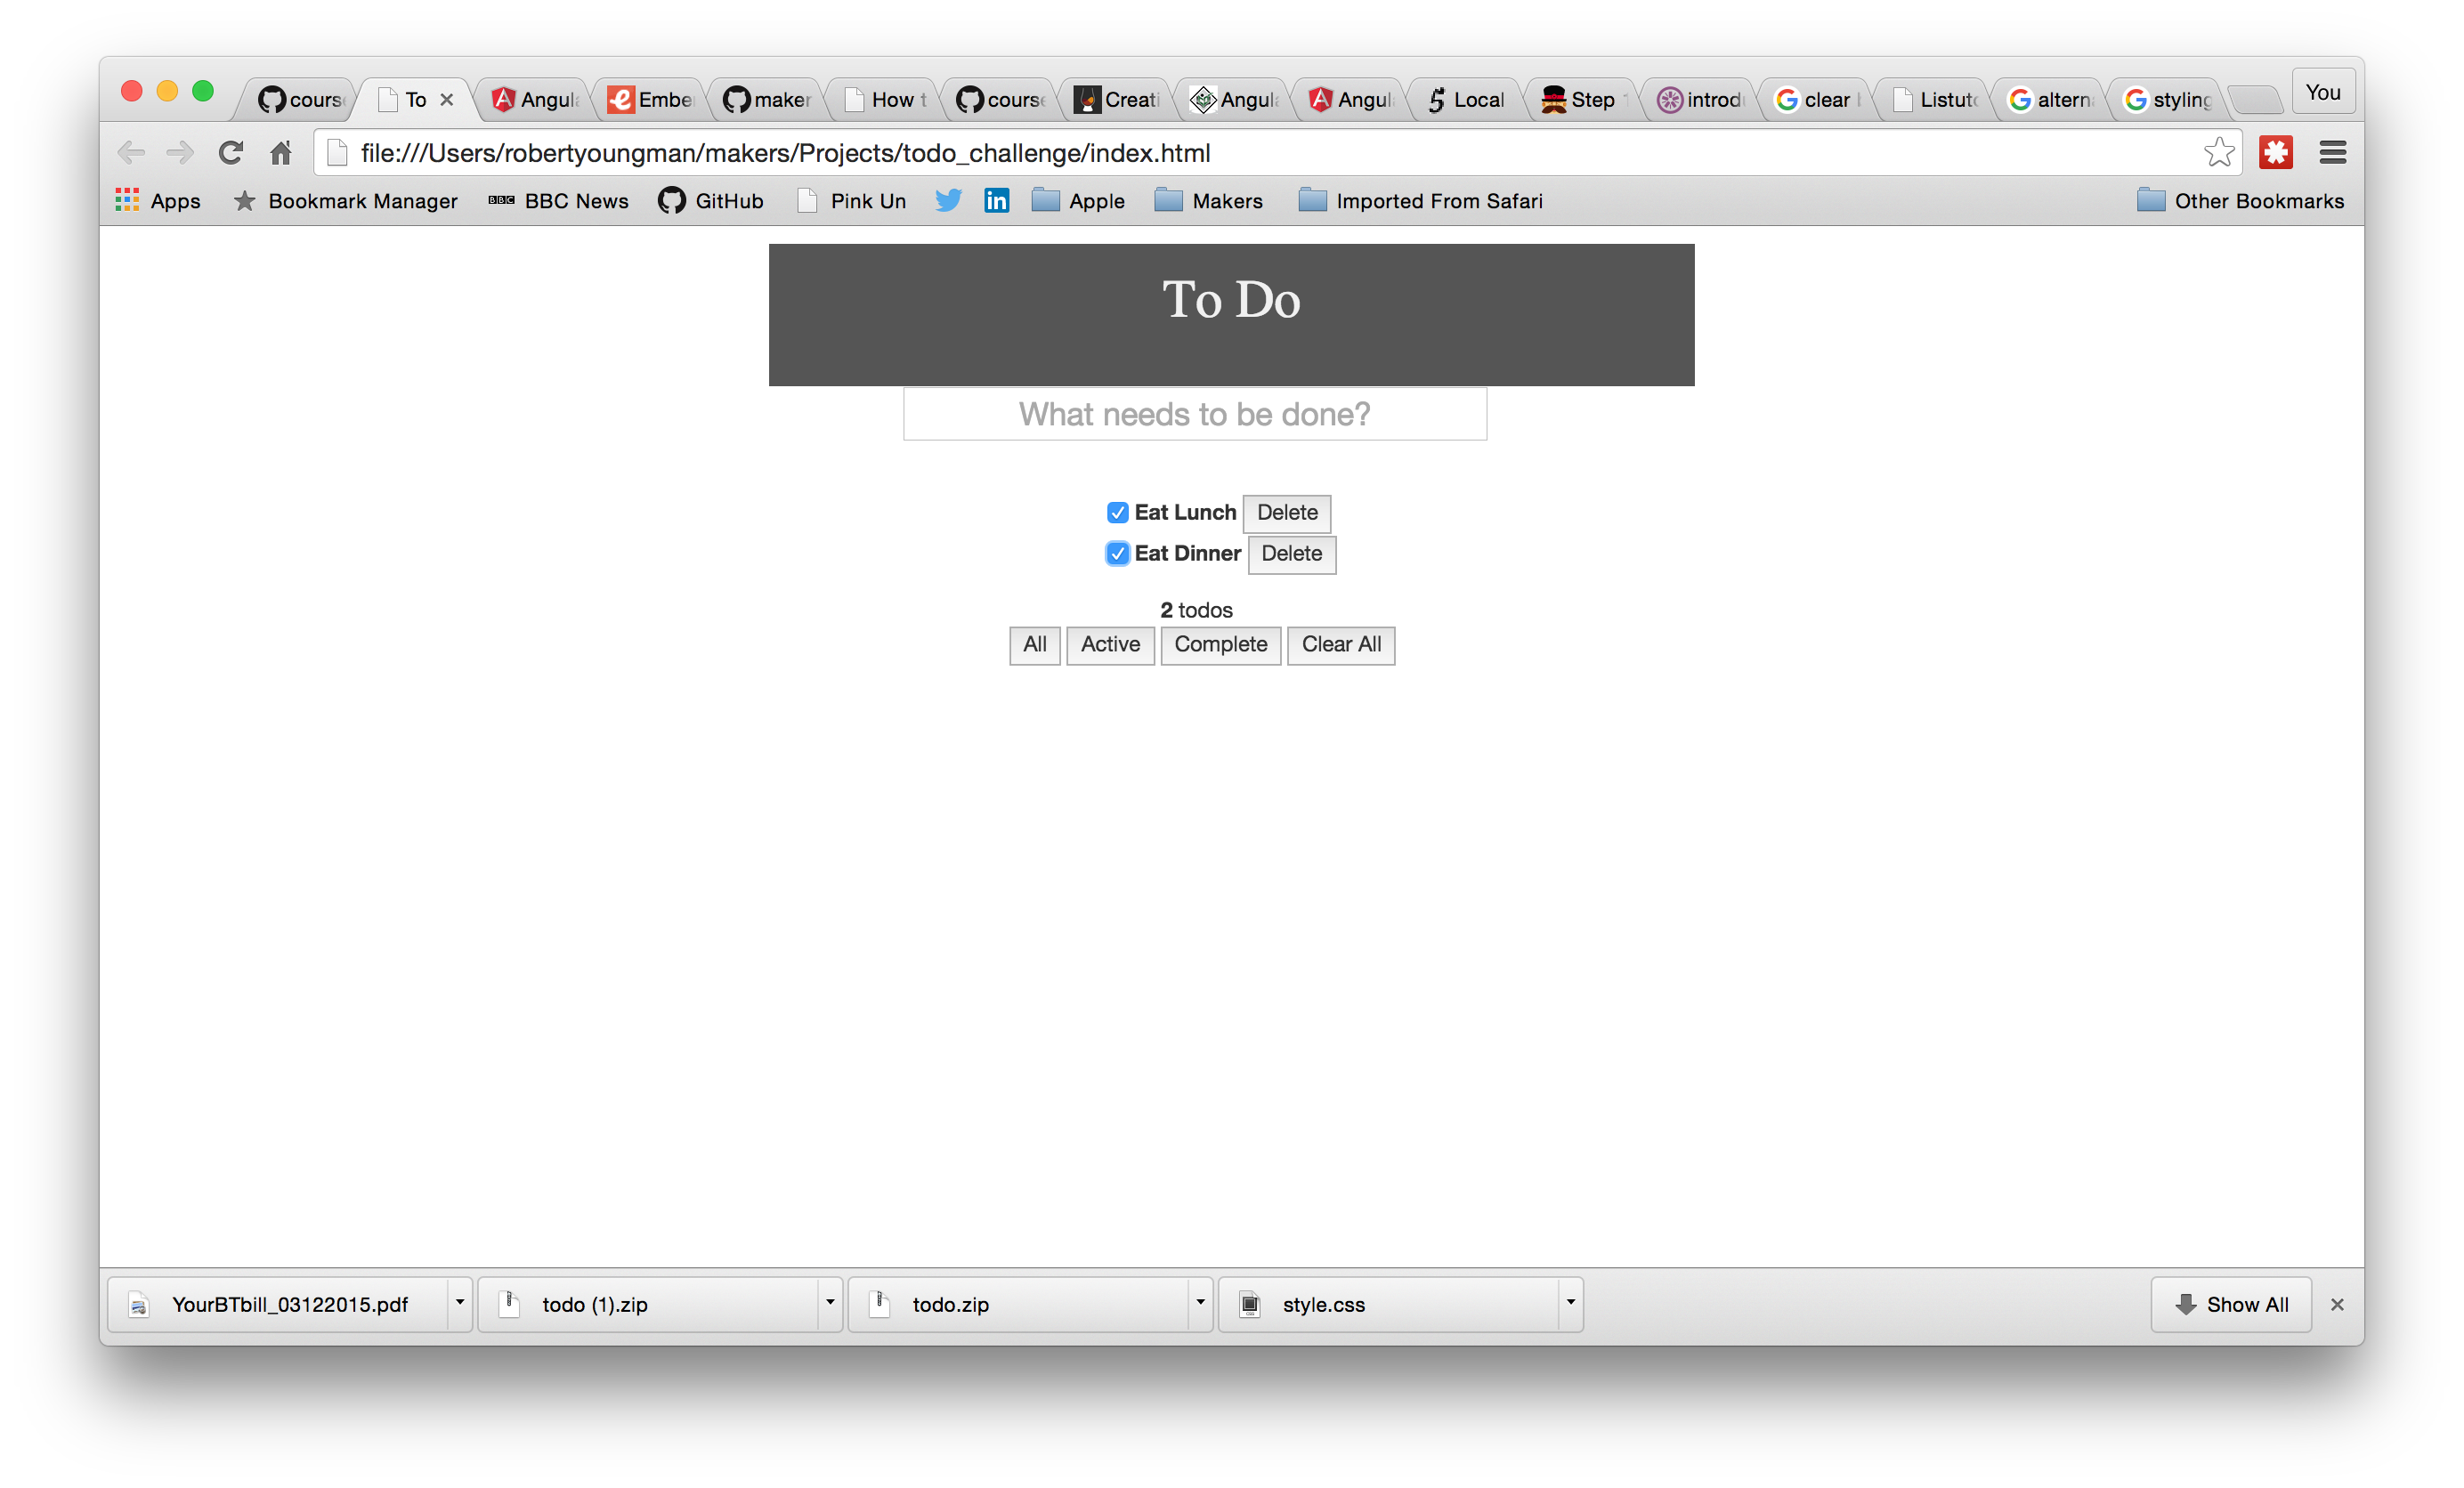 cours To Angul Embe maker How t cours Creati Angul Angul Local Step introd clear Listut altern styling You
file:///Users/robertyoungman/makers/Projects/todo_challenge/index.html
Apps Bookmark Manager BBC BBC News GitHub Pink Un in Apple Makers Imported From Safari Other Bookmarks
To Do
What needs to be done?
Eat Lunch Delete
Eat Dinner Delete
2 todos
All Active Complete Clear All
YourBTbill_03122015.pdf todo (1).zip todo.zip style.css Show All